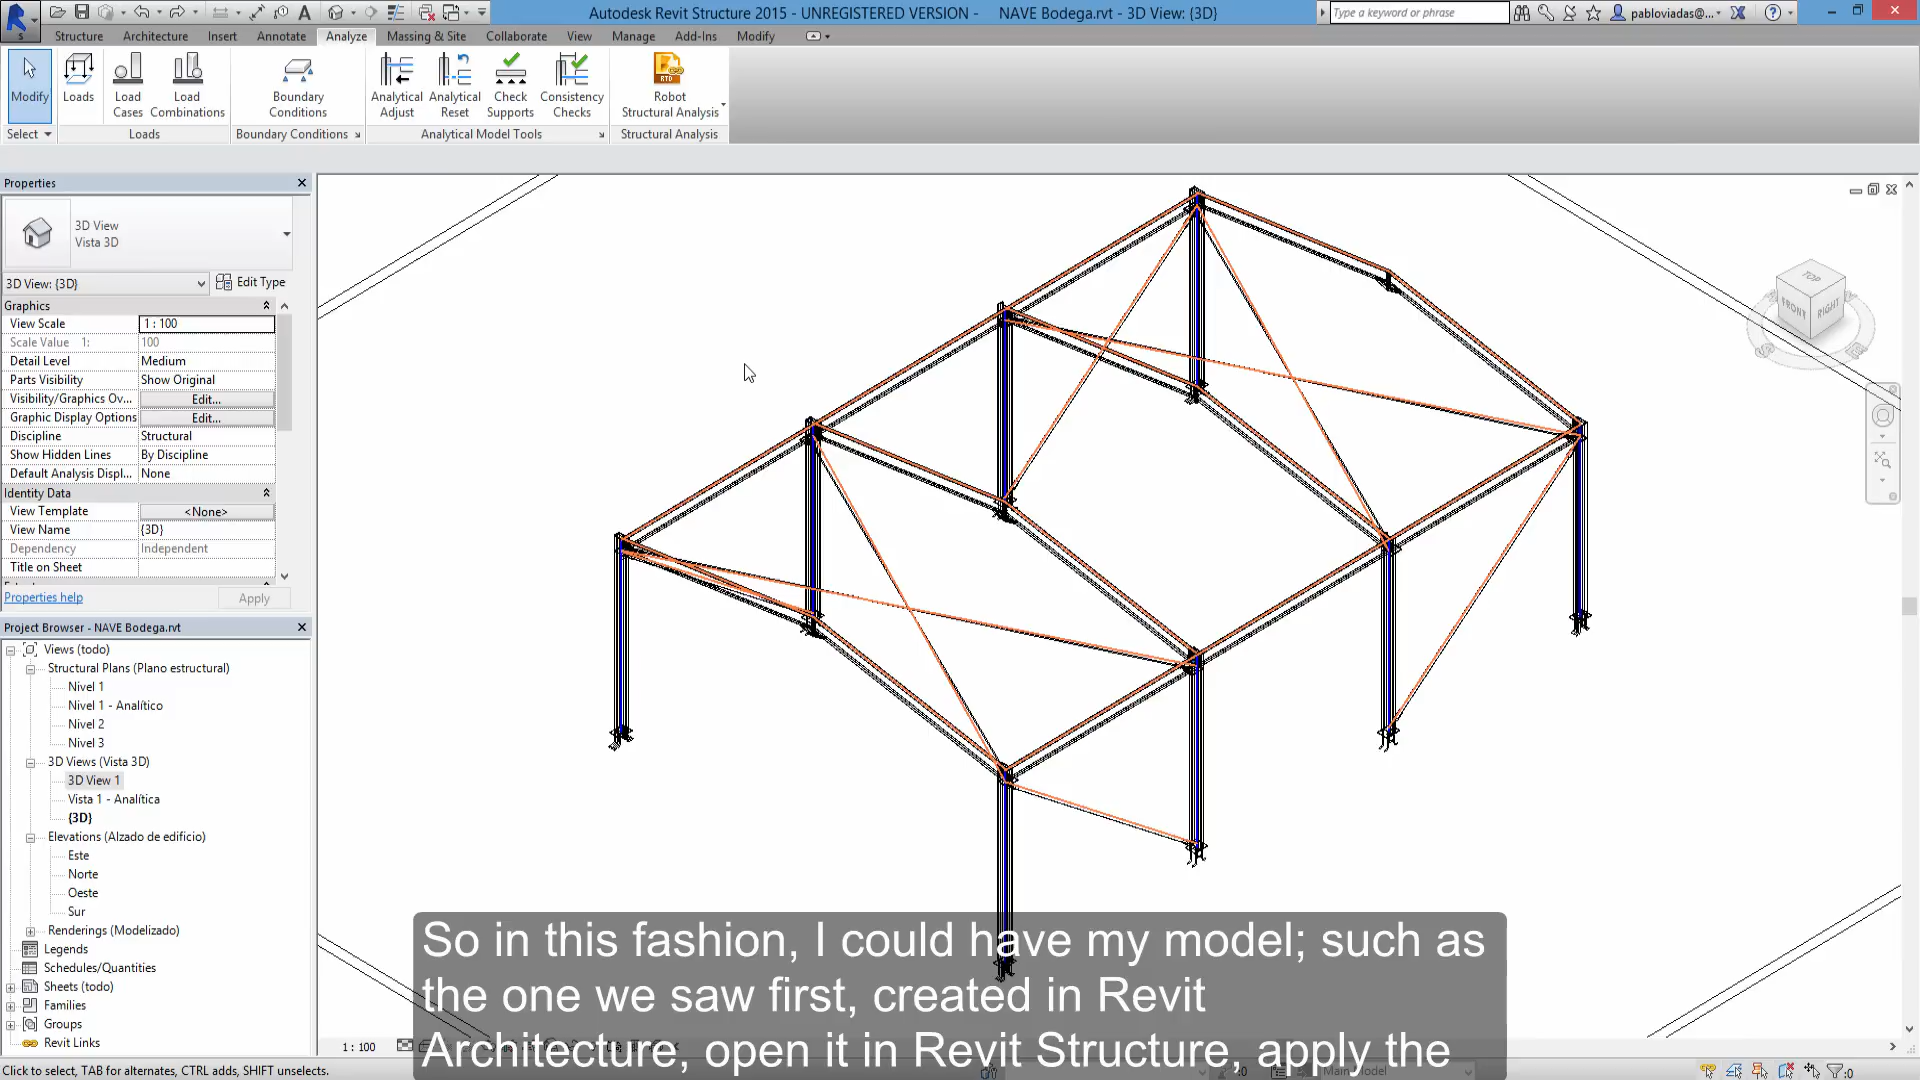 Autodesk Revit Structure 2015 - UNREGISTERED VERSION - NAVE Bodega.rvt - 3D View: {3D}
Type a keyword or phrase
pabloviadas@...
Structure Architecture Insert Annotate Analyze Massing & Site Collaborate View Manage Add-Ins Modify
Modify
Loads
Load Cases
Load Combinations
Boundary Conditions
Analytical Adjust
Analytical Reset
Check Supports
Consistency Checks
Robot Structural Analysis
Select
Loads
Boundary Conditions
Analytical Model Tools
Structural Analysis
Properties
3D View
Vista 3D
3D View: {3D}
Edit Type
Graphics
View Scale 1 : 100
Scale Value 1: 100
Detail Level Medium
Parts Visibility Show Original
Visibility/Graphics Ov... Edit...
Graphic Display Options Edit...
Discipline Structural
Show Hidden Lines By Discipline
Default Analysis Displ... None
Identity Data
View Template <None>
View Name {3D}
Dependency Independent
Title on Sheet
Properties help
Apply
Project Browser - NAVE Bodega.rvt
Views (todo)
Structural Plans (Plano estructural)
Nivel 1
Nivel 1 - Analítico
Nivel 2
Nivel 3
3D Views (Vista 3D)
3D View 1
Vista 1 - Analítica
{3D}
Elevations (Alzado de edificio)
Este
Norte
Oeste
Sur
Renderings (Modelizado)
Legends
Schedules/Quantities
Sheets (todo)
Families
Groups
Revit Links
TOP
FRONT
RIGHT
So in this fashion, I could have my model; such as
the one we saw first, created in Revit
Architecture, open it in Revit Structure, apply the
1 : 100
Click to select, TAB for alternates, CTRL adds, SHIFT unselects.
:0
Main Model
:0